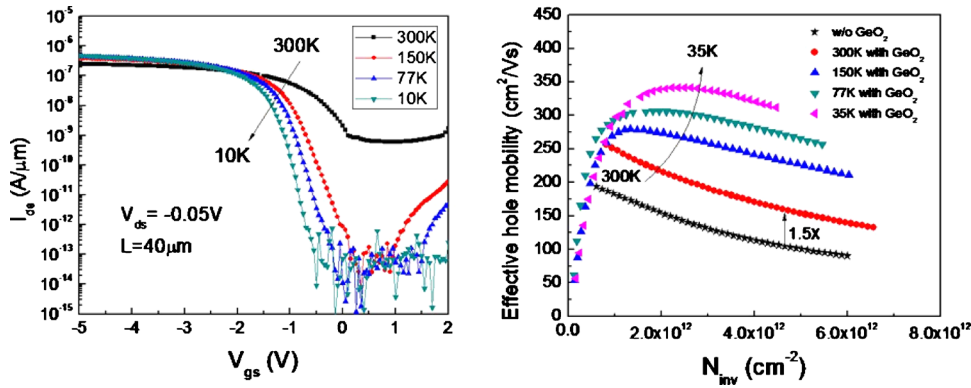 10⁻⁵
10⁻⁶
10⁻⁷
10⁻⁸
10⁻⁹
10⁻¹⁰
10⁻¹¹
10⁻¹²
10⁻¹³
10⁻¹⁴
10⁻¹⁵
I_ds (A/μm)
300K
10K
V_ds = -0.05V
L=40μm
300K
150K
77K
10K
-5 -4 -3 -2 -1 0 1 2
V_gs (V)
450
400
350
300
250
200
150
100
50
0
Effective hole mobility (cm²/Vs)
35K
300K
1.5x
w/o GeO₂
300K with GeO₂
150K with GeO₂
77K with GeO₂
35K with GeO₂
0.0 2.0x10¹² 4.0x10¹² 6.0x10¹² 8.0x10¹²
N_inv (cm⁻²)